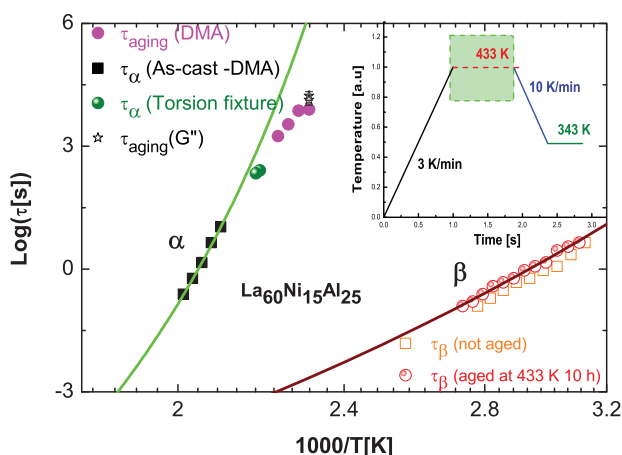 6
3
0
-3
Log(τ[s])
2
2.4
2.8
3.2
1000/T[K]
τaging (DMA)
τα (As-cast -DMA)
τα (Torsion fixture)
τaging(G")
α
β
La60Ni15Al25
τβ (not aged)
τβ (aged at 433 K 10 h)
Temperature [a.u]
1.2
1.0
0.8
0.6
0.4
0.2
0.0
433 K
10 K/min
3 K/min
343 K
0.0
0.5
1.0
1.5
2.0
2.5
3.0
Time [s]